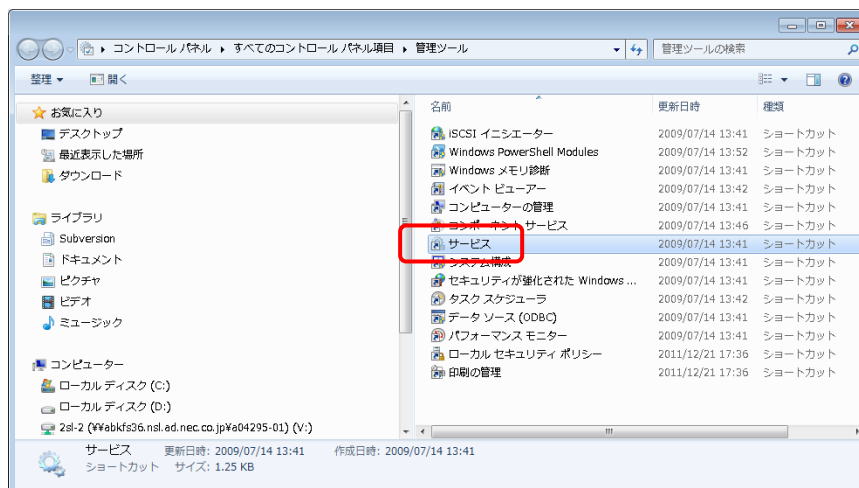 コントロール パネル ▸ すべてのコントロール パネル項目 ▸ 管理ツール
管理ツールの検索
整理 ▼ 開く
お気に入り
デスクトップ
最近表示した場所
ダウンロード
ライブラリ
Subversion
ドキュメント
ピクチャ
ビデオ
ミュージック
コンピューター
ローカル ディスク (C:)
ローカル ディスク (D:)
2sl-2 (¥¥abkfs36.nsl.ad.nec.co.jp¥a04295-01) (V:)
名前 更新日時 種類
iSCSI イニシエーター 2009/07/14 13:41 ショートカット
Windows PowerShell Modules 2009/07/14 13:52 ショートカット
Windows メモリ診断 2009/07/14 13:41 ショートカット
イベント ビューアー 2009/07/14 13:42 ショートカット
コンピューターの管理 2009/07/14 13:41 ショートカット
コンポーネント サービス 2009/07/14 13:46 ショートカット
サービス 2009/07/14 13:41 ショートカット
システム構成 2009/07/14 13:41 ショートカット
セキュリティが強化された Windows ... 2009/07/14 13:41 ショートカット
タスク スケジューラ 2009/07/14 13:42 ショートカット
データ ソース (ODBC) 2009/07/14 13:41 ショートカット
パフォーマンス モニター 2009/07/14 13:41 ショートカット
ローカル セキュリティ ポリシー 2011/12/21 17:36 ショートカット
印刷の管理 2011/12/21 17:36 ショートカット
サービス 更新日時: 2009/07/14 13:41 作成日時: 2009/07/14 13:41
ショートカット サイズ: 1.25 KB